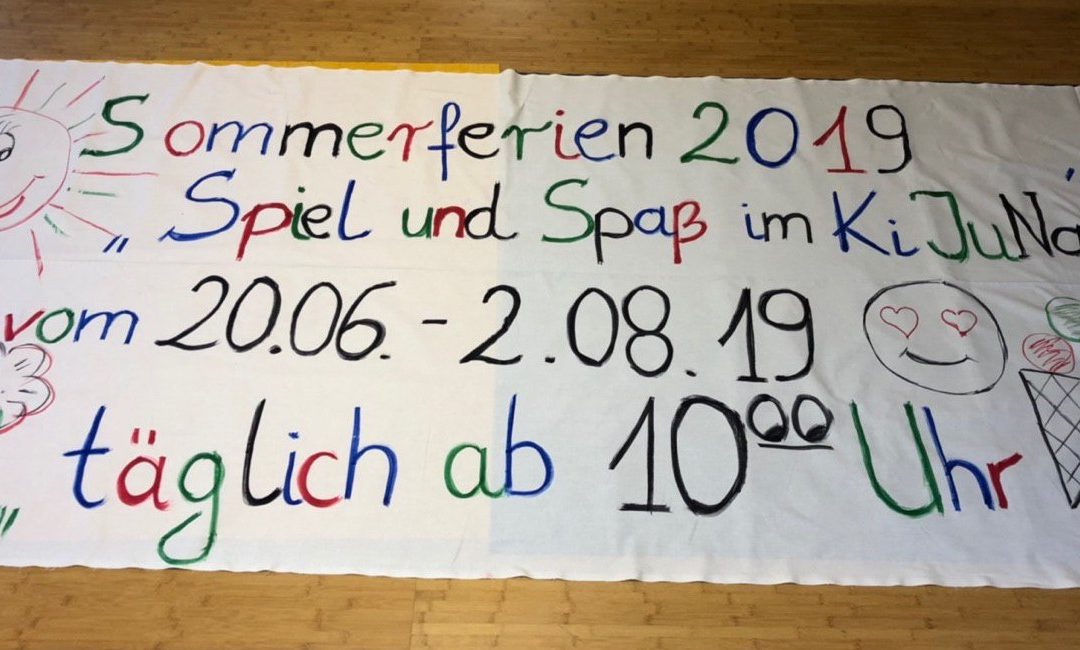 Sommerferien 2019
„Spiel und Spaß im KiJuNa
vom 20.06. - 2.08.19
täglich ab 10⁰⁰ Uhr